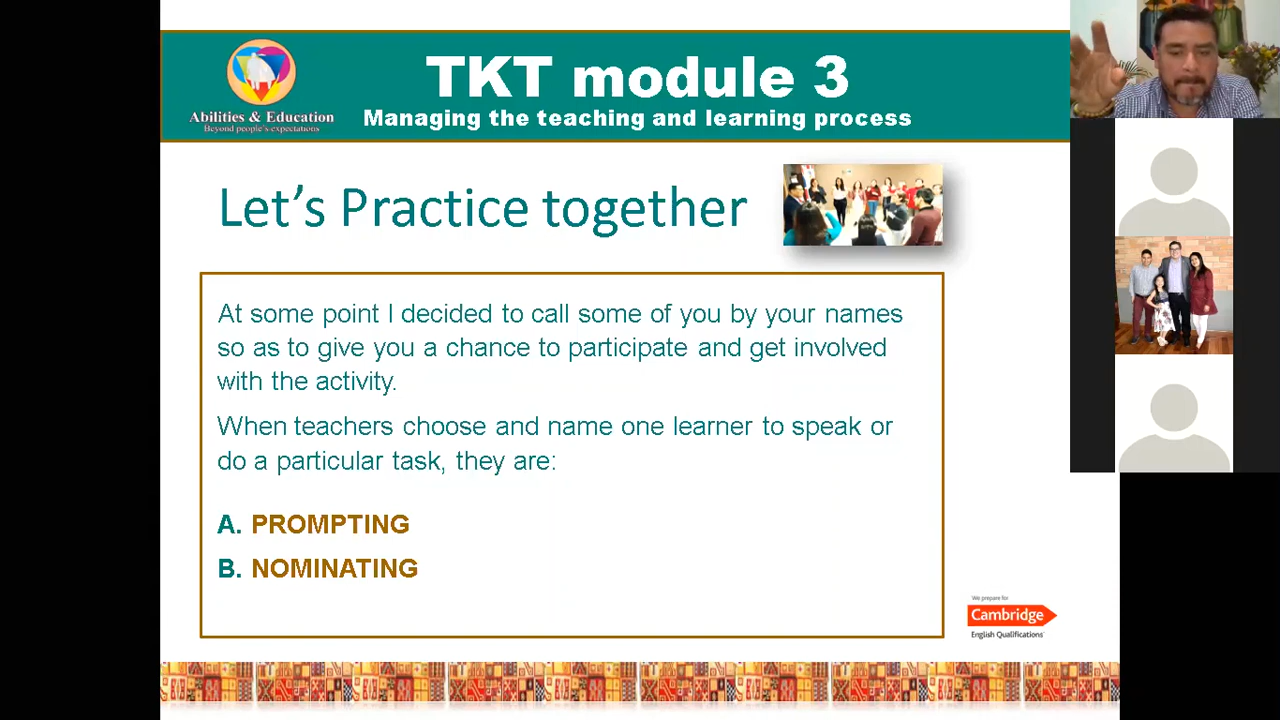 TKT module 3
Managing the teaching and learning process
Abilities & Education
Beyond people's expectations
Let's Practice together
At some point I decided to call some of you by your names
so as to give you a chance to participate and get involved
with the activity.
When teachers choose and name one learner to speak or
do a particular task, they are:
A. PROMPTING
B. NOMINATING
We prepare for
Cambridge
English Qualifications